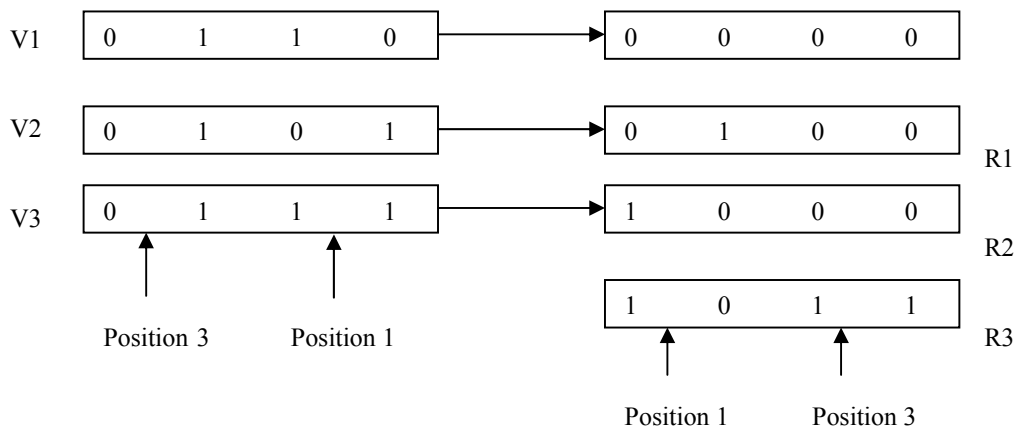 V1 0 1 1 0 0 0 0 0
V2 0 1 0 1 0 1 0 0
R1
V3 0 1 1 1 1 0 0 0
R2
1 0 1 1
Position 3 Position 1 R3
Position 1 Position 3